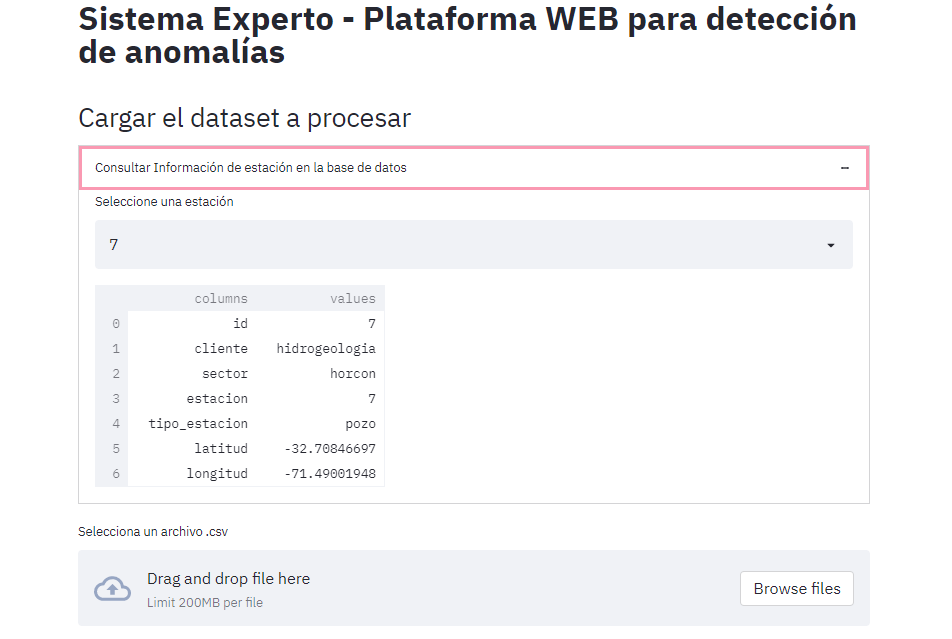 Sistema Experto - Plataforma WEB para detección
de anomalías
Cargar el dataset a procesar
Consultar Información de estación en la base de datos
Seleccione una estación
7
columns values
0 id 7
1 cliente hidrogeologia
2 sector horcon
3 estacion 7
4 tipo_estacion pozo
5 latitud -32.70846697
6 longitud -71.49001948
Selecciona un archivo .csv
Drag and drop file here
Limit 200MB per file
Browse files